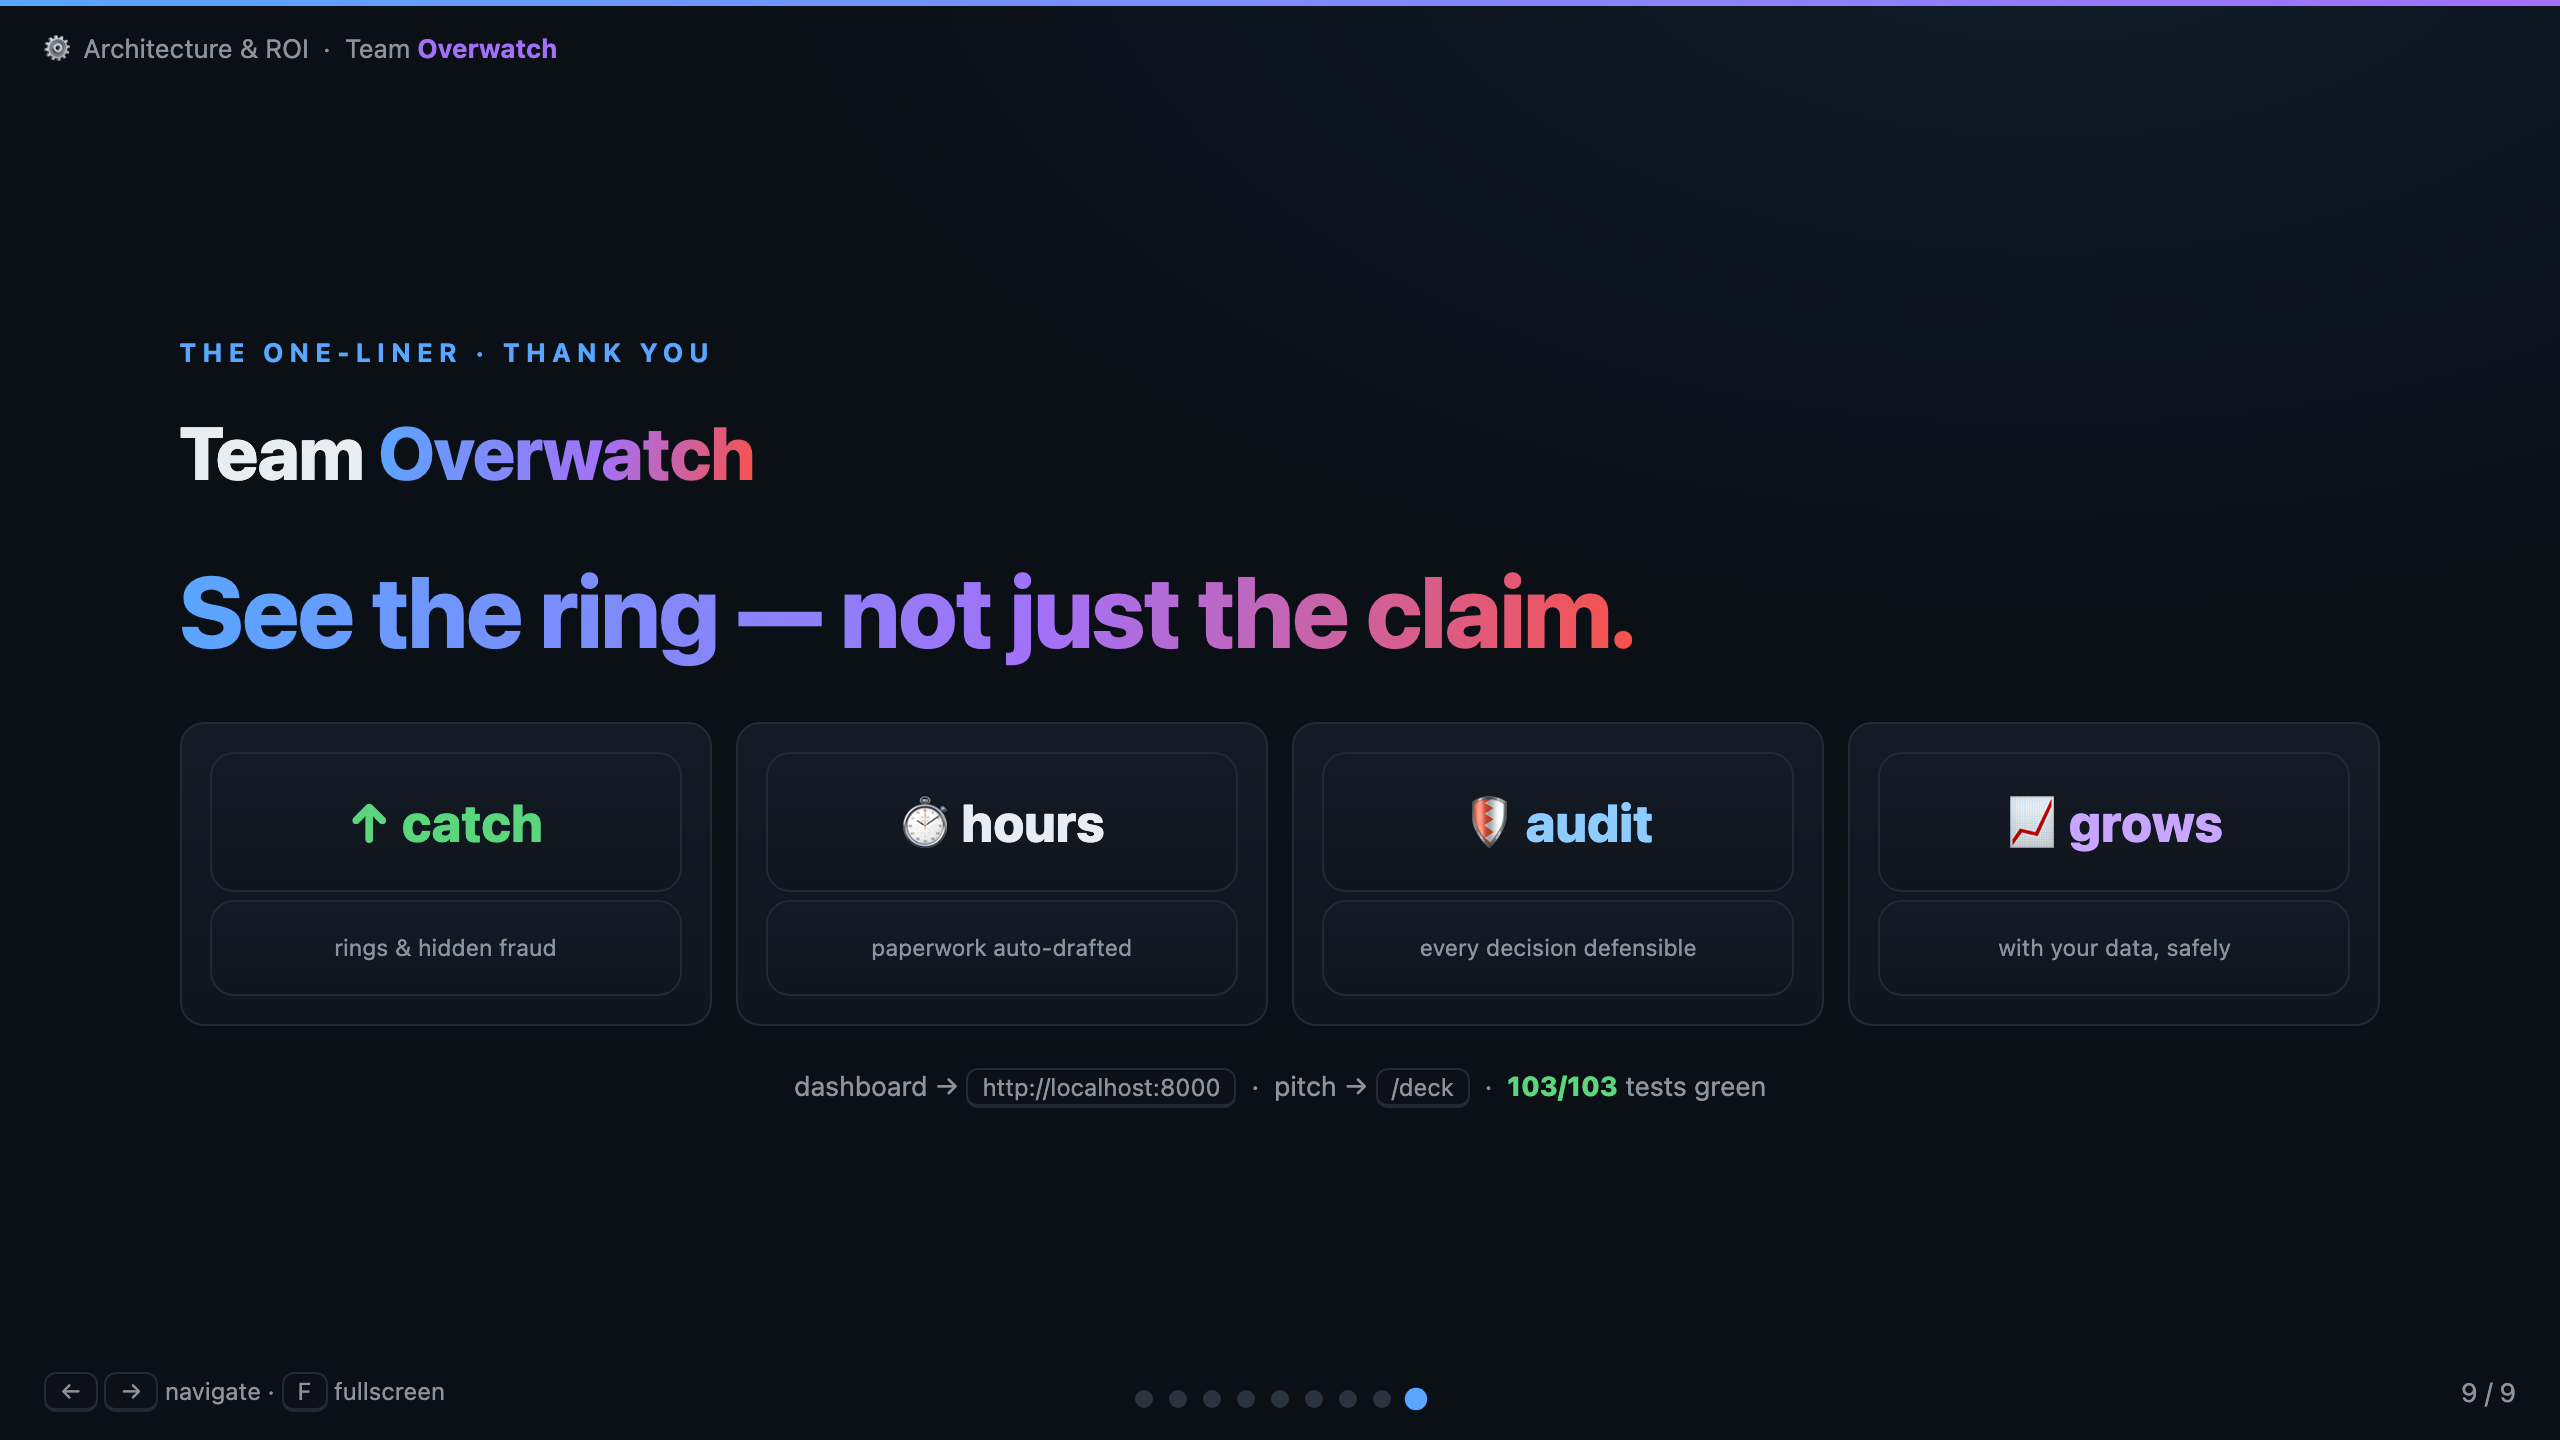 ⚙️ Architecture & ROI · Team Overwatch
THE ONE-LINER · THANK YOU
Team Overwatch
See the ring — not just the claim.
↑ catch
rings & hidden fraud
⏱ hours
paperwork auto-drafted
🛡 audit
every decision defensible
📈 grows
with your data, safely
dashboard → http://localhost:8000 · pitch → /deck · 103/103 tests green
← → navigate · F fullscreen
9 / 9